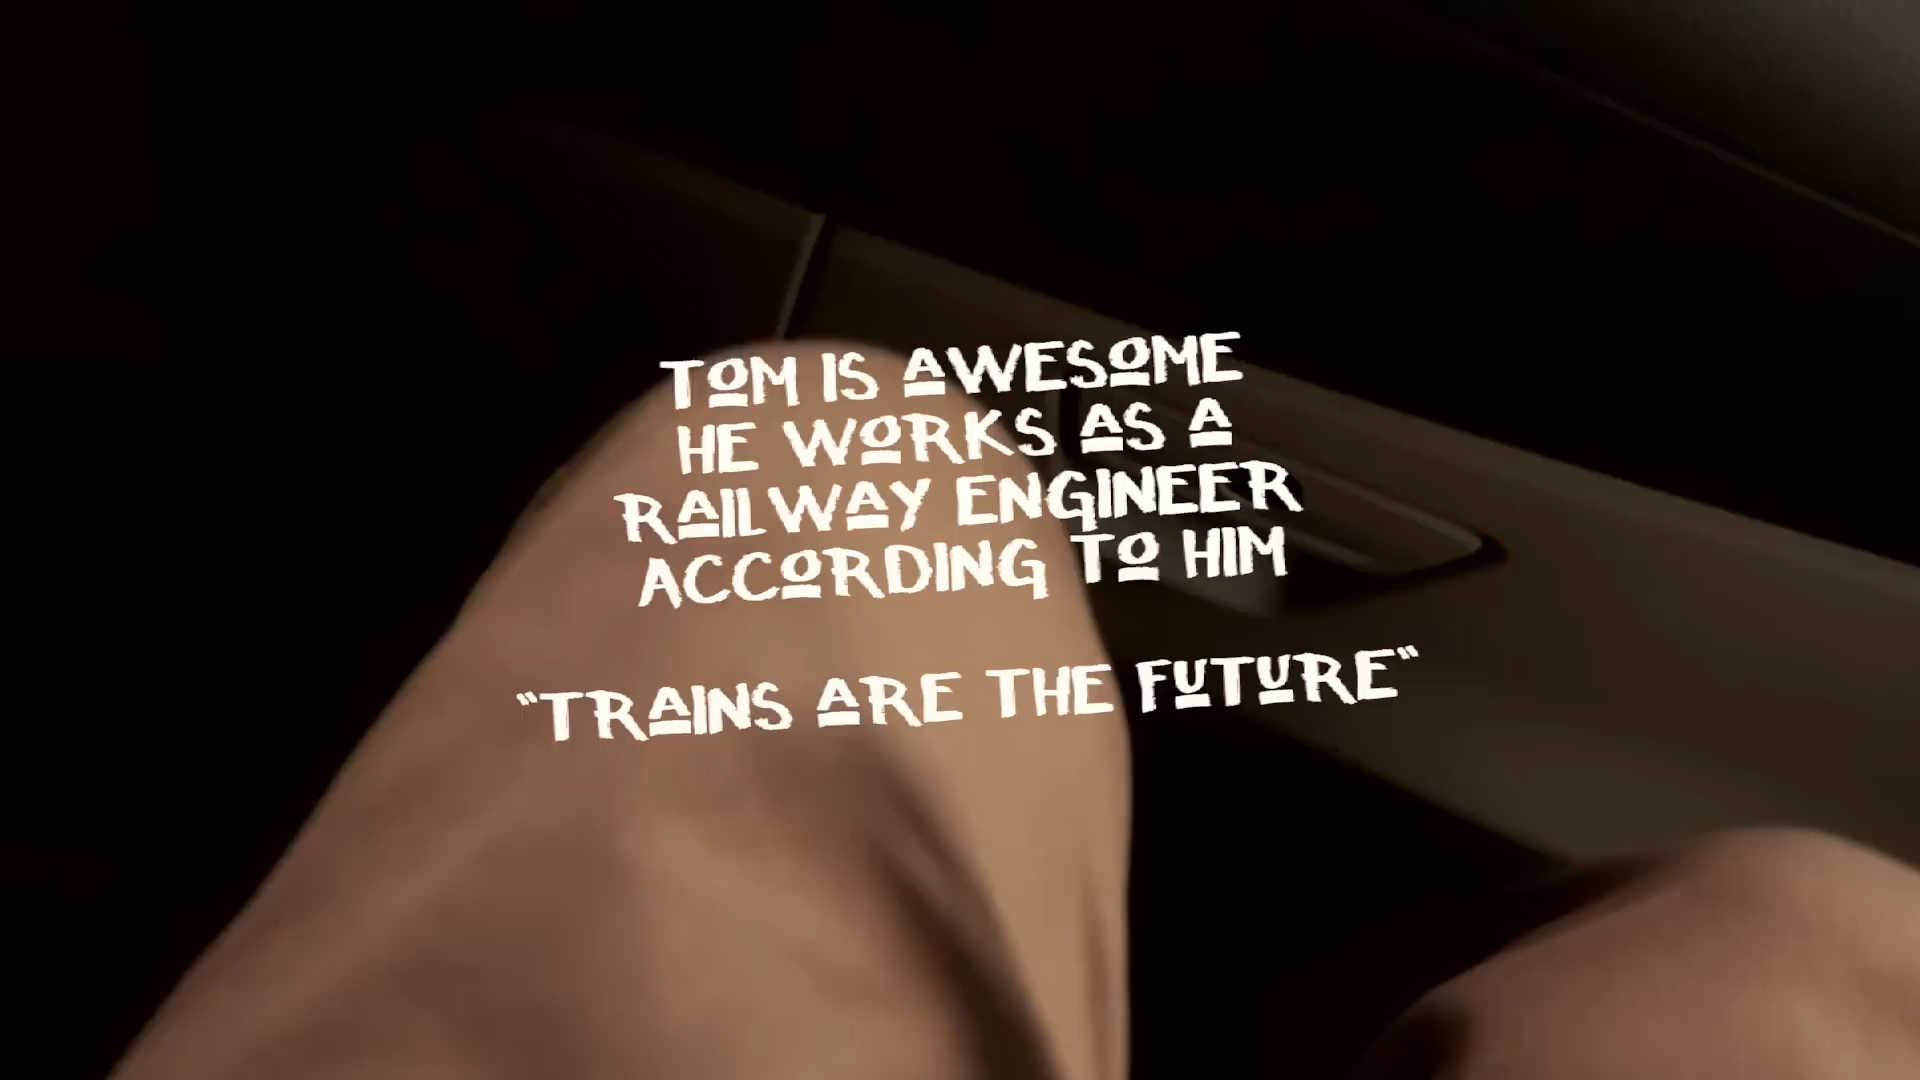 TOM IS AWESOME
HE WORKS AS A
RAILWAY ENGINEER
ACCORDING TO HIM
"TRAINS ARE THE FUTURE"